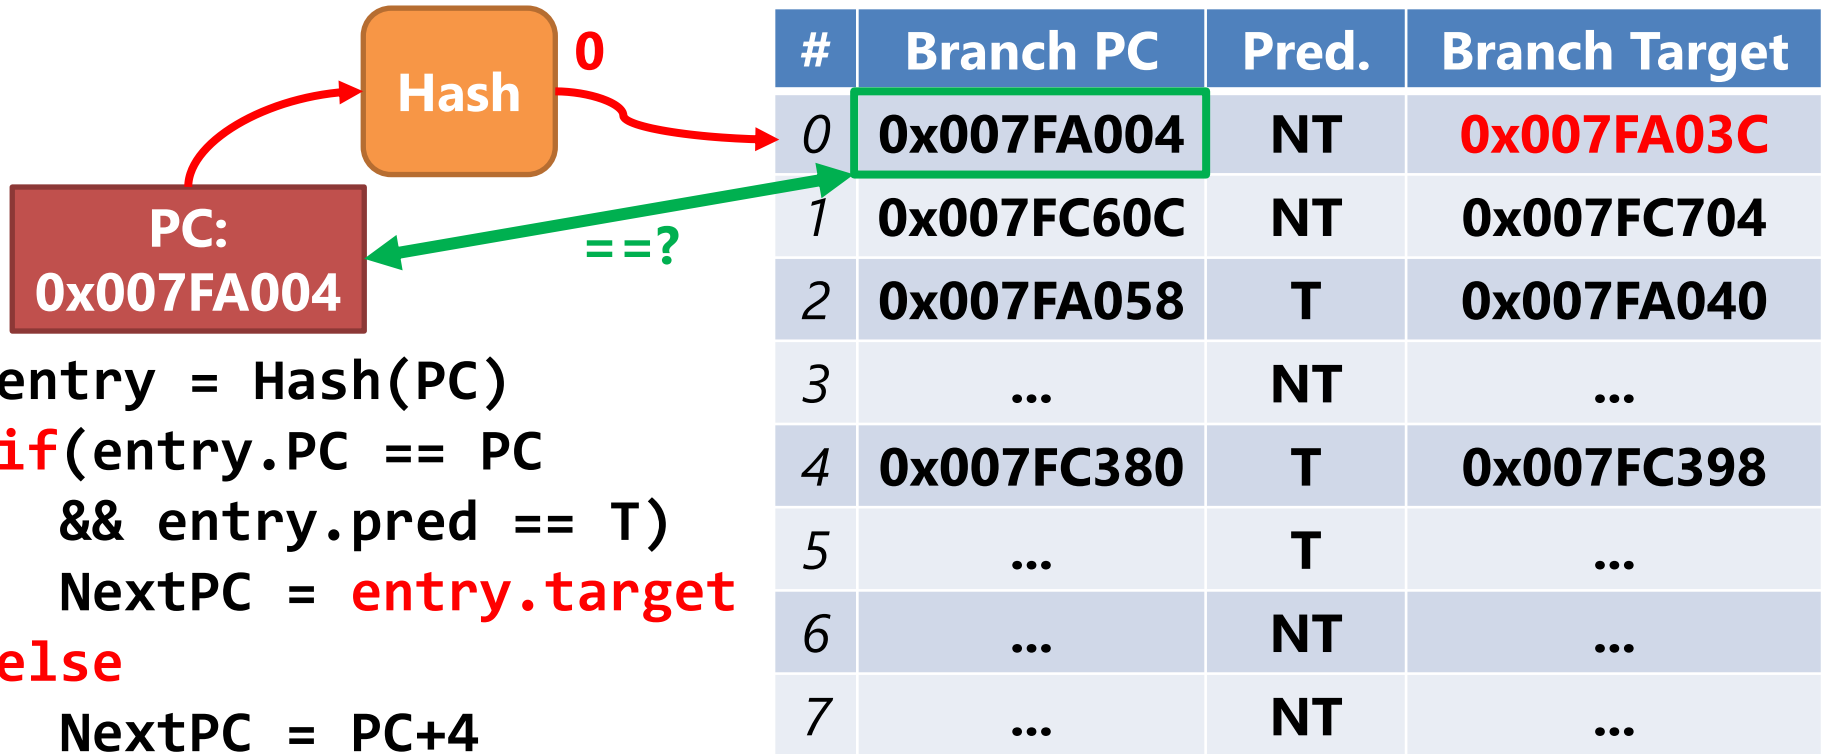 Hash
0
PC:
0x007FA004
==?
entry = Hash(PC)
if(entry.PC == PC
&& entry.pred == T)
NextPC = entry.target
else
NextPC = PC+4
# Branch PC Pred. Branch Target
0 0x007FA004 NT 0x007FA03C
1 0x007FC60C NT 0x007FC704
2 0x007FA058 T 0x007FA040
3 ... NT ...
4 0x007FC380 T 0x007FC398
5 ... T ...
6 ... NT ...
7 ... NT ...